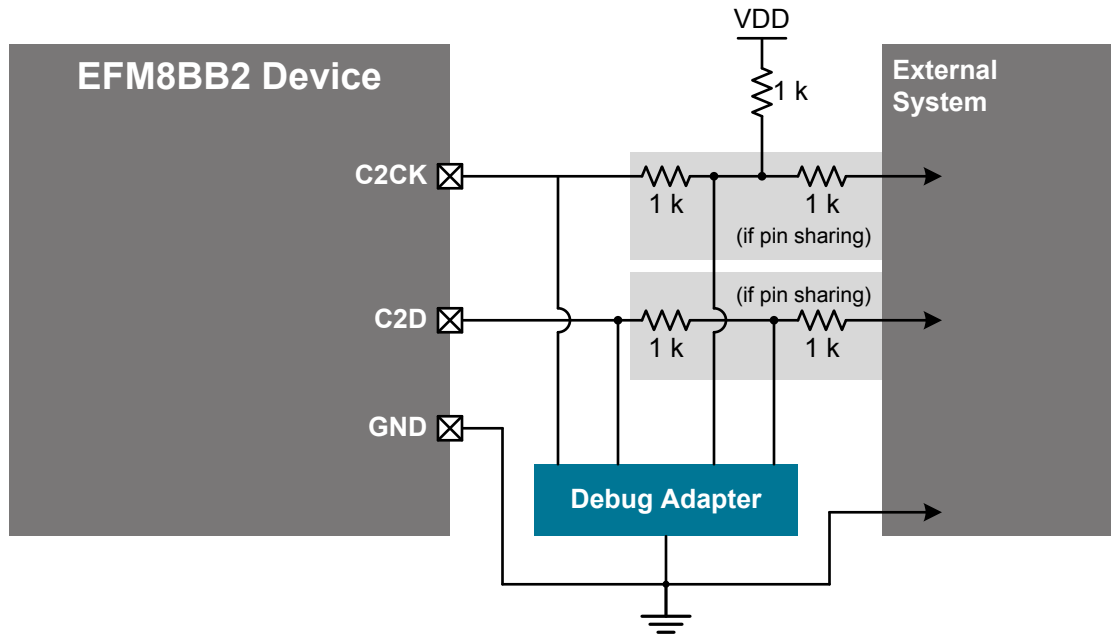 VDD
EFM8BB2 Device
External
System
1 k
C2CK
1 k
1 k
(if pin sharing)
(if pin sharing)
C2D
1 k
1 k
GND
Debug Adapter